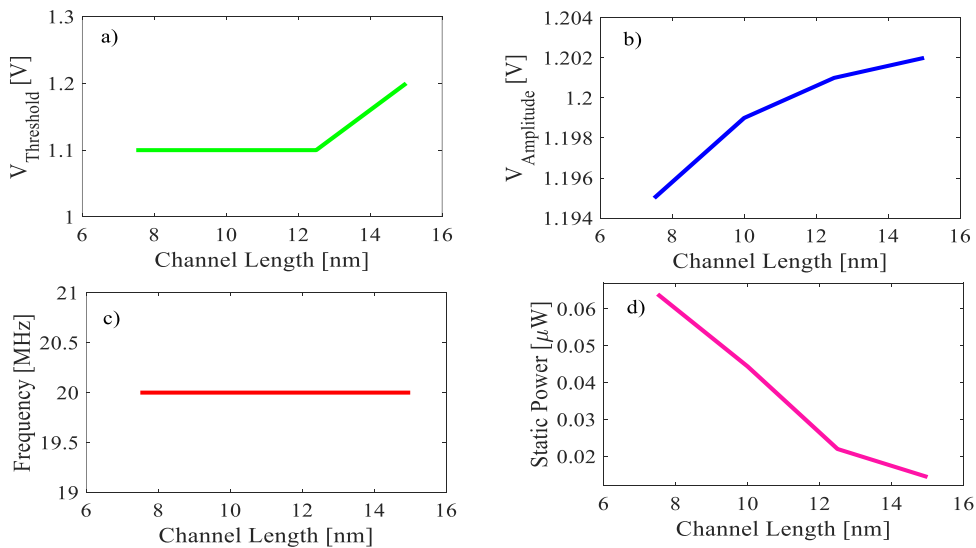 a)
1.3
1.2
1.1
1
6 8 10 12 14 16
V Threshold [V]
Channel Length [nm]
b)
1.204
1.202
1.2
1.198
1.196
1.194
6 8 10 12 14 16
V Amplitude [V]
Channel Length [nm]
c)
21
20.5
20
19.5
19
6 8 10 12 14 16
Frequency [MHz]
Channel Length [nm]
d)
0.06
0.05
0.04
0.03
0.02
6 8 10 12 14 16
Static Power [μW]
Channel Length [nm]